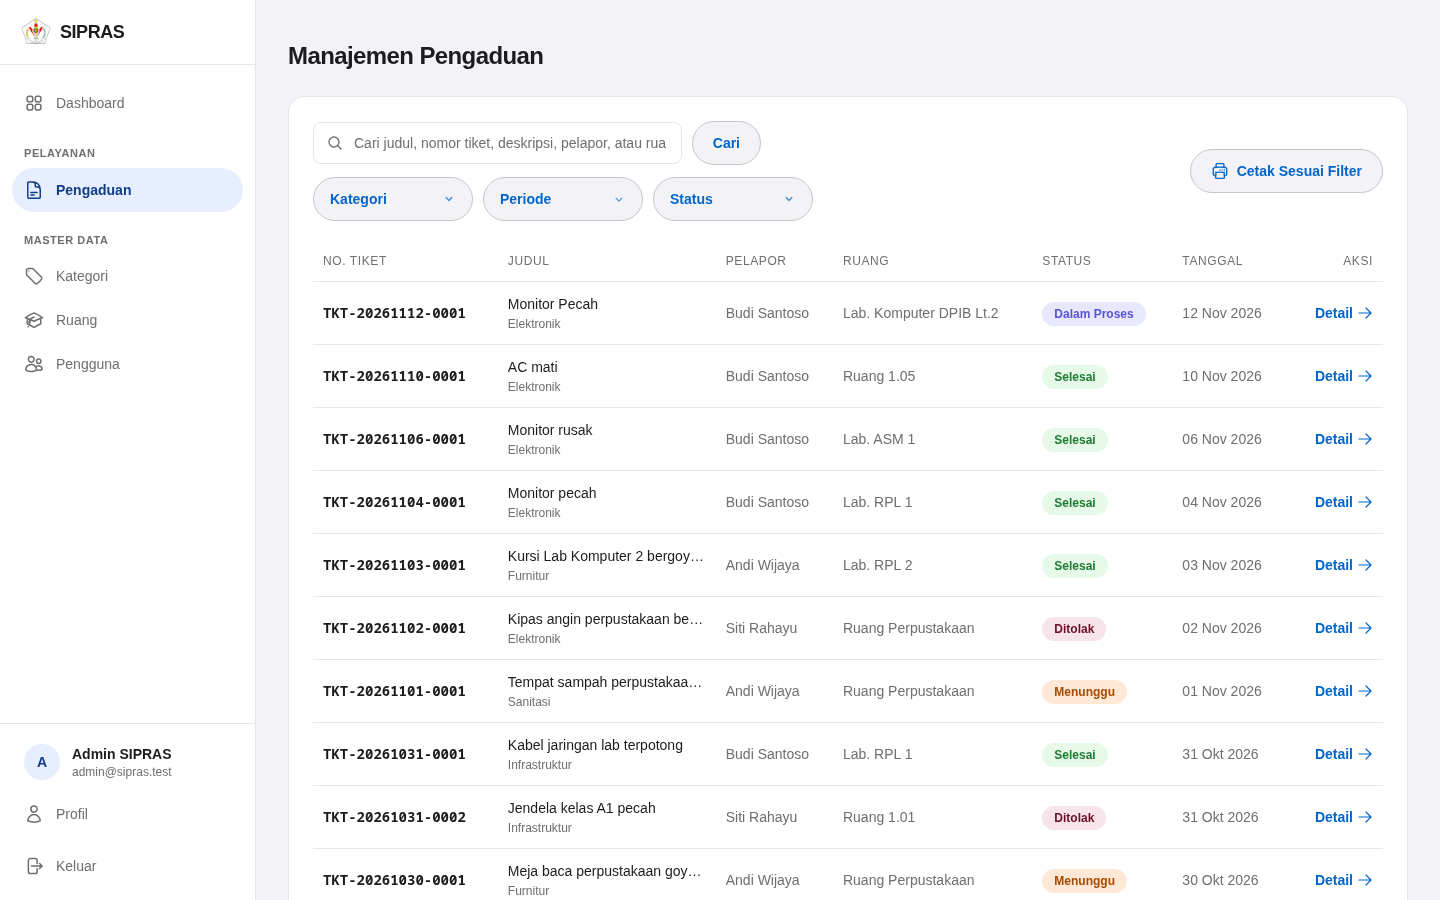 SIPRAS
Dashboard
PELAYANAN
Pengaduan
MASTER DATA
Kategori
Ruang
Pengguna
A
Admin SIPRAS
admin@sipras.test
Profil
Keluar
Manajemen Pengaduan
Cari judul, nomor tiket, deskripsi, pelapor, atau rua
Cari
Kategori
Periode
Status
Cetak Sesuai Filter
NO. TIKET JUDUL PELAPOR RUANG STATUS TANGGAL AKSI
TKT-20261112-0001 Monitor Pecah Budi Santoso Lab. Komputer DPIB Lt.2 Dalam Proses 12 Nov 2026 Detail
Elektronik
TKT-20261110-0001 AC mati Budi Santoso Ruang 1.05 Selesai 10 Nov 2026 Detail
Elektronik
TKT-20261106-0001 Monitor rusak Budi Santoso Lab. ASM 1 Selesai 06 Nov 2026 Detail
Elektronik
TKT-20261104-0001 Monitor pecah Budi Santoso Lab. RPL 1 Selesai 04 Nov 2026 Detail
Elektronik
TKT-20261103-0001 Kursi Lab Komputer 2 bergoy… Andi Wijaya Lab. RPL 2 Selesai 03 Nov 2026 Detail
Furnitur
TKT-20261102-0001 Kipas angin perpustakaan be… Siti Rahayu Ruang Perpustakaan Ditolak 02 Nov 2026 Detail
Elektronik
TKT-20261101-0001 Tempat sampah perpustakaa… Andi Wijaya Ruang Perpustakaan Menunggu 01 Nov 2026 Detail
Sanitasi
TKT-20261031-0001 Kabel jaringan lab terpotong Budi Santoso Lab. RPL 1 Selesai 31 Okt 2026 Detail
Infrastruktur
TKT-20261031-0002 Jendela kelas A1 pecah Siti Rahayu Ruang 1.01 Ditolak 31 Okt 2026 Detail
Infrastruktur
TKT-20261030-0001 Meja baca perpustakaan goy… Andi Wijaya Ruang Perpustakaan Menunggu 30 Okt 2026 Detail
Furnitur